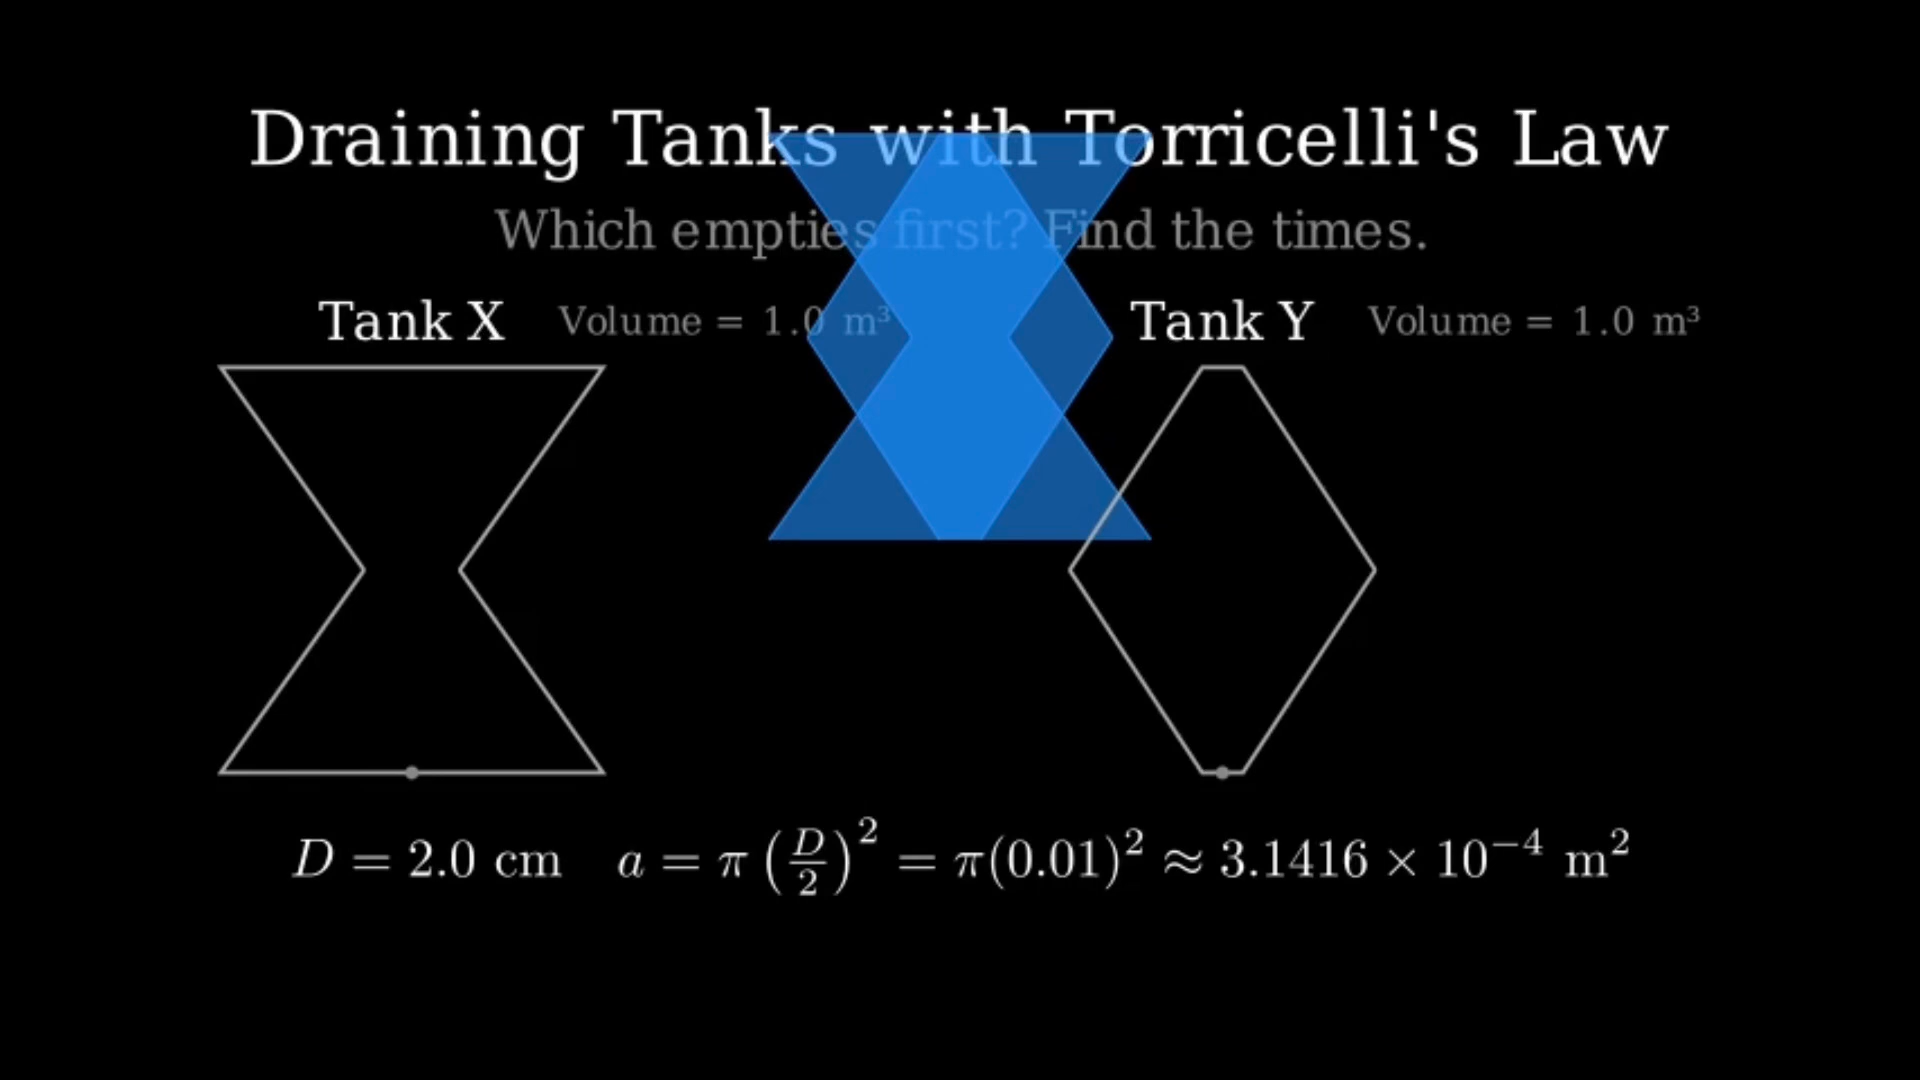 Draining Tanks with Torricelli's Law
Which empties first? Find the times.
Tank X Volume = 1.0 m³ Tank Y Volume = 1.0 m³
D = 2.0 cm a = π (D/2)² = π(0.01)² ≈ 3.1416 × 10⁻⁴ m²